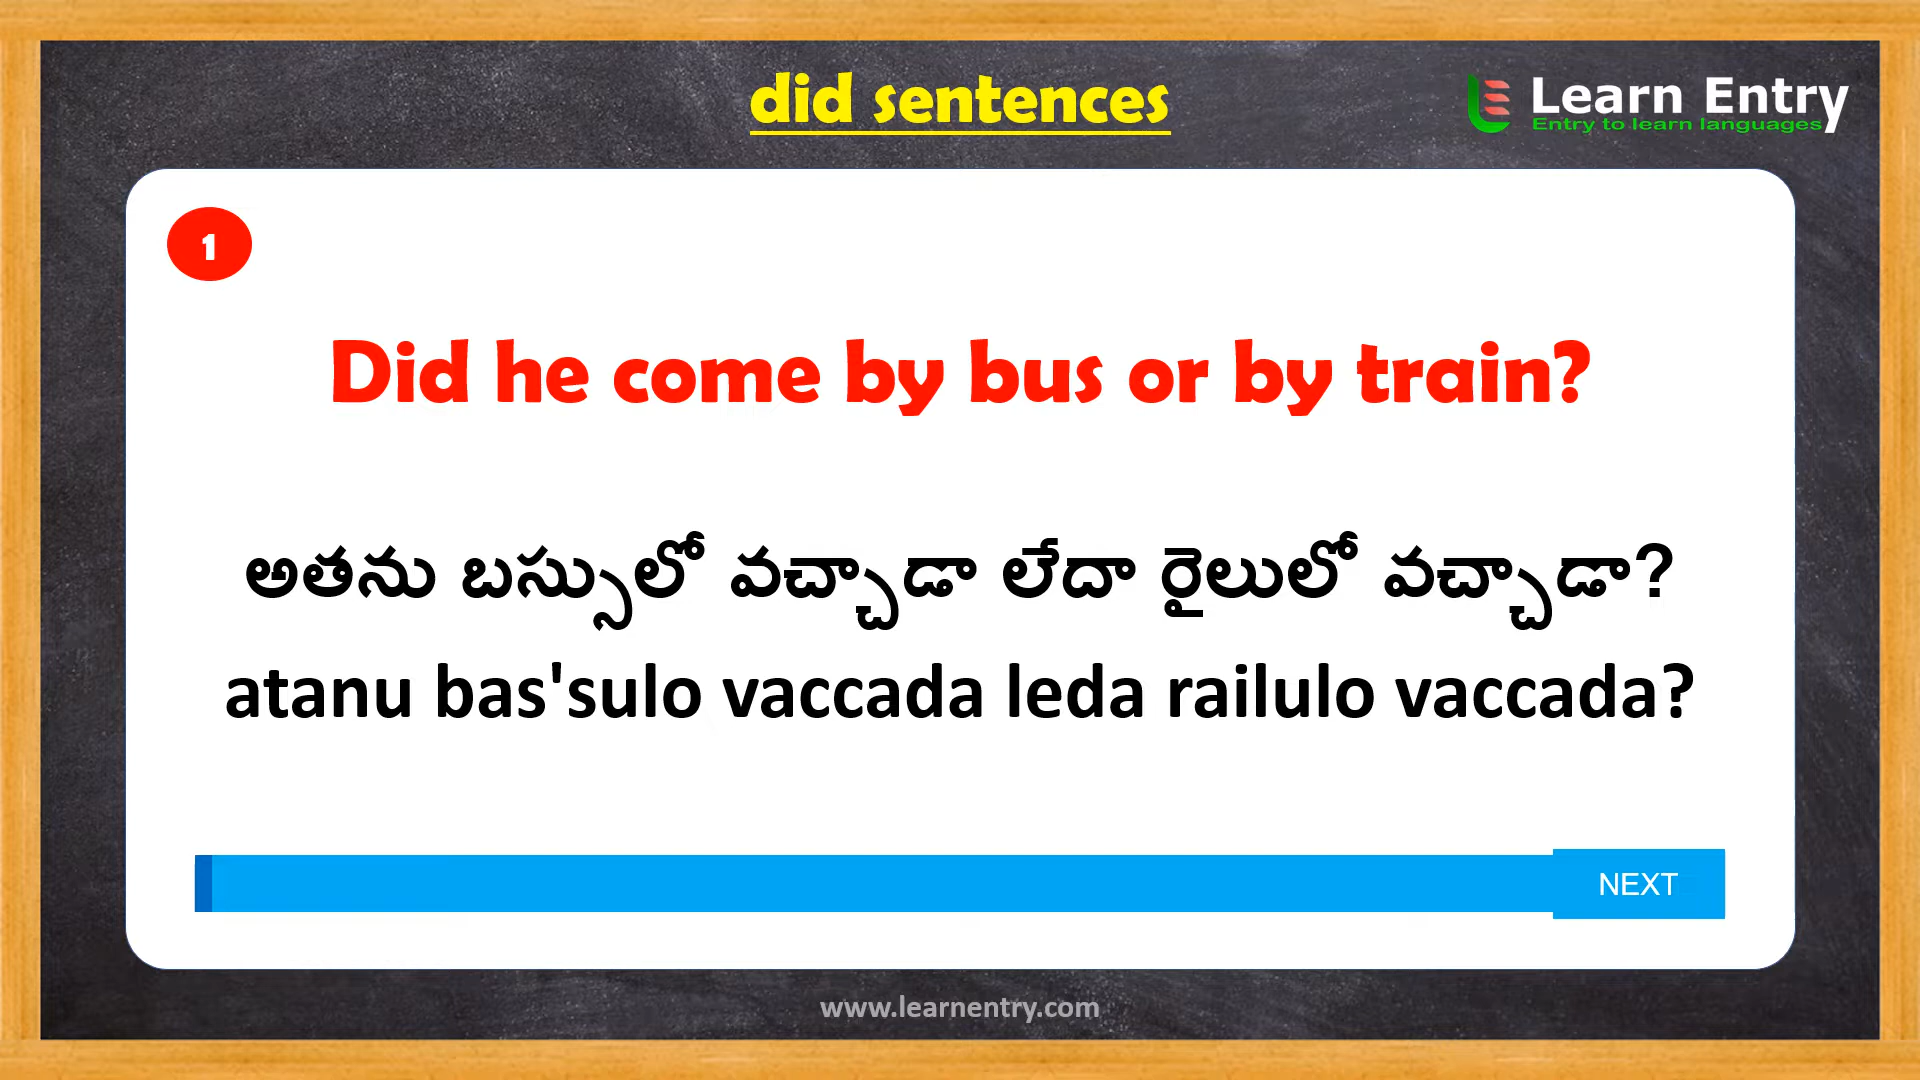 did sentences
Learn Entry
Entry to learn languages
1
Did he come by bus or by train?
అతను బస్సులో వచ్చాడా లేదా రైలులో వచ్చాడా?
atanu bas'sulo vaccada leda railulo vaccada?
NEXT
www.learnentry.com